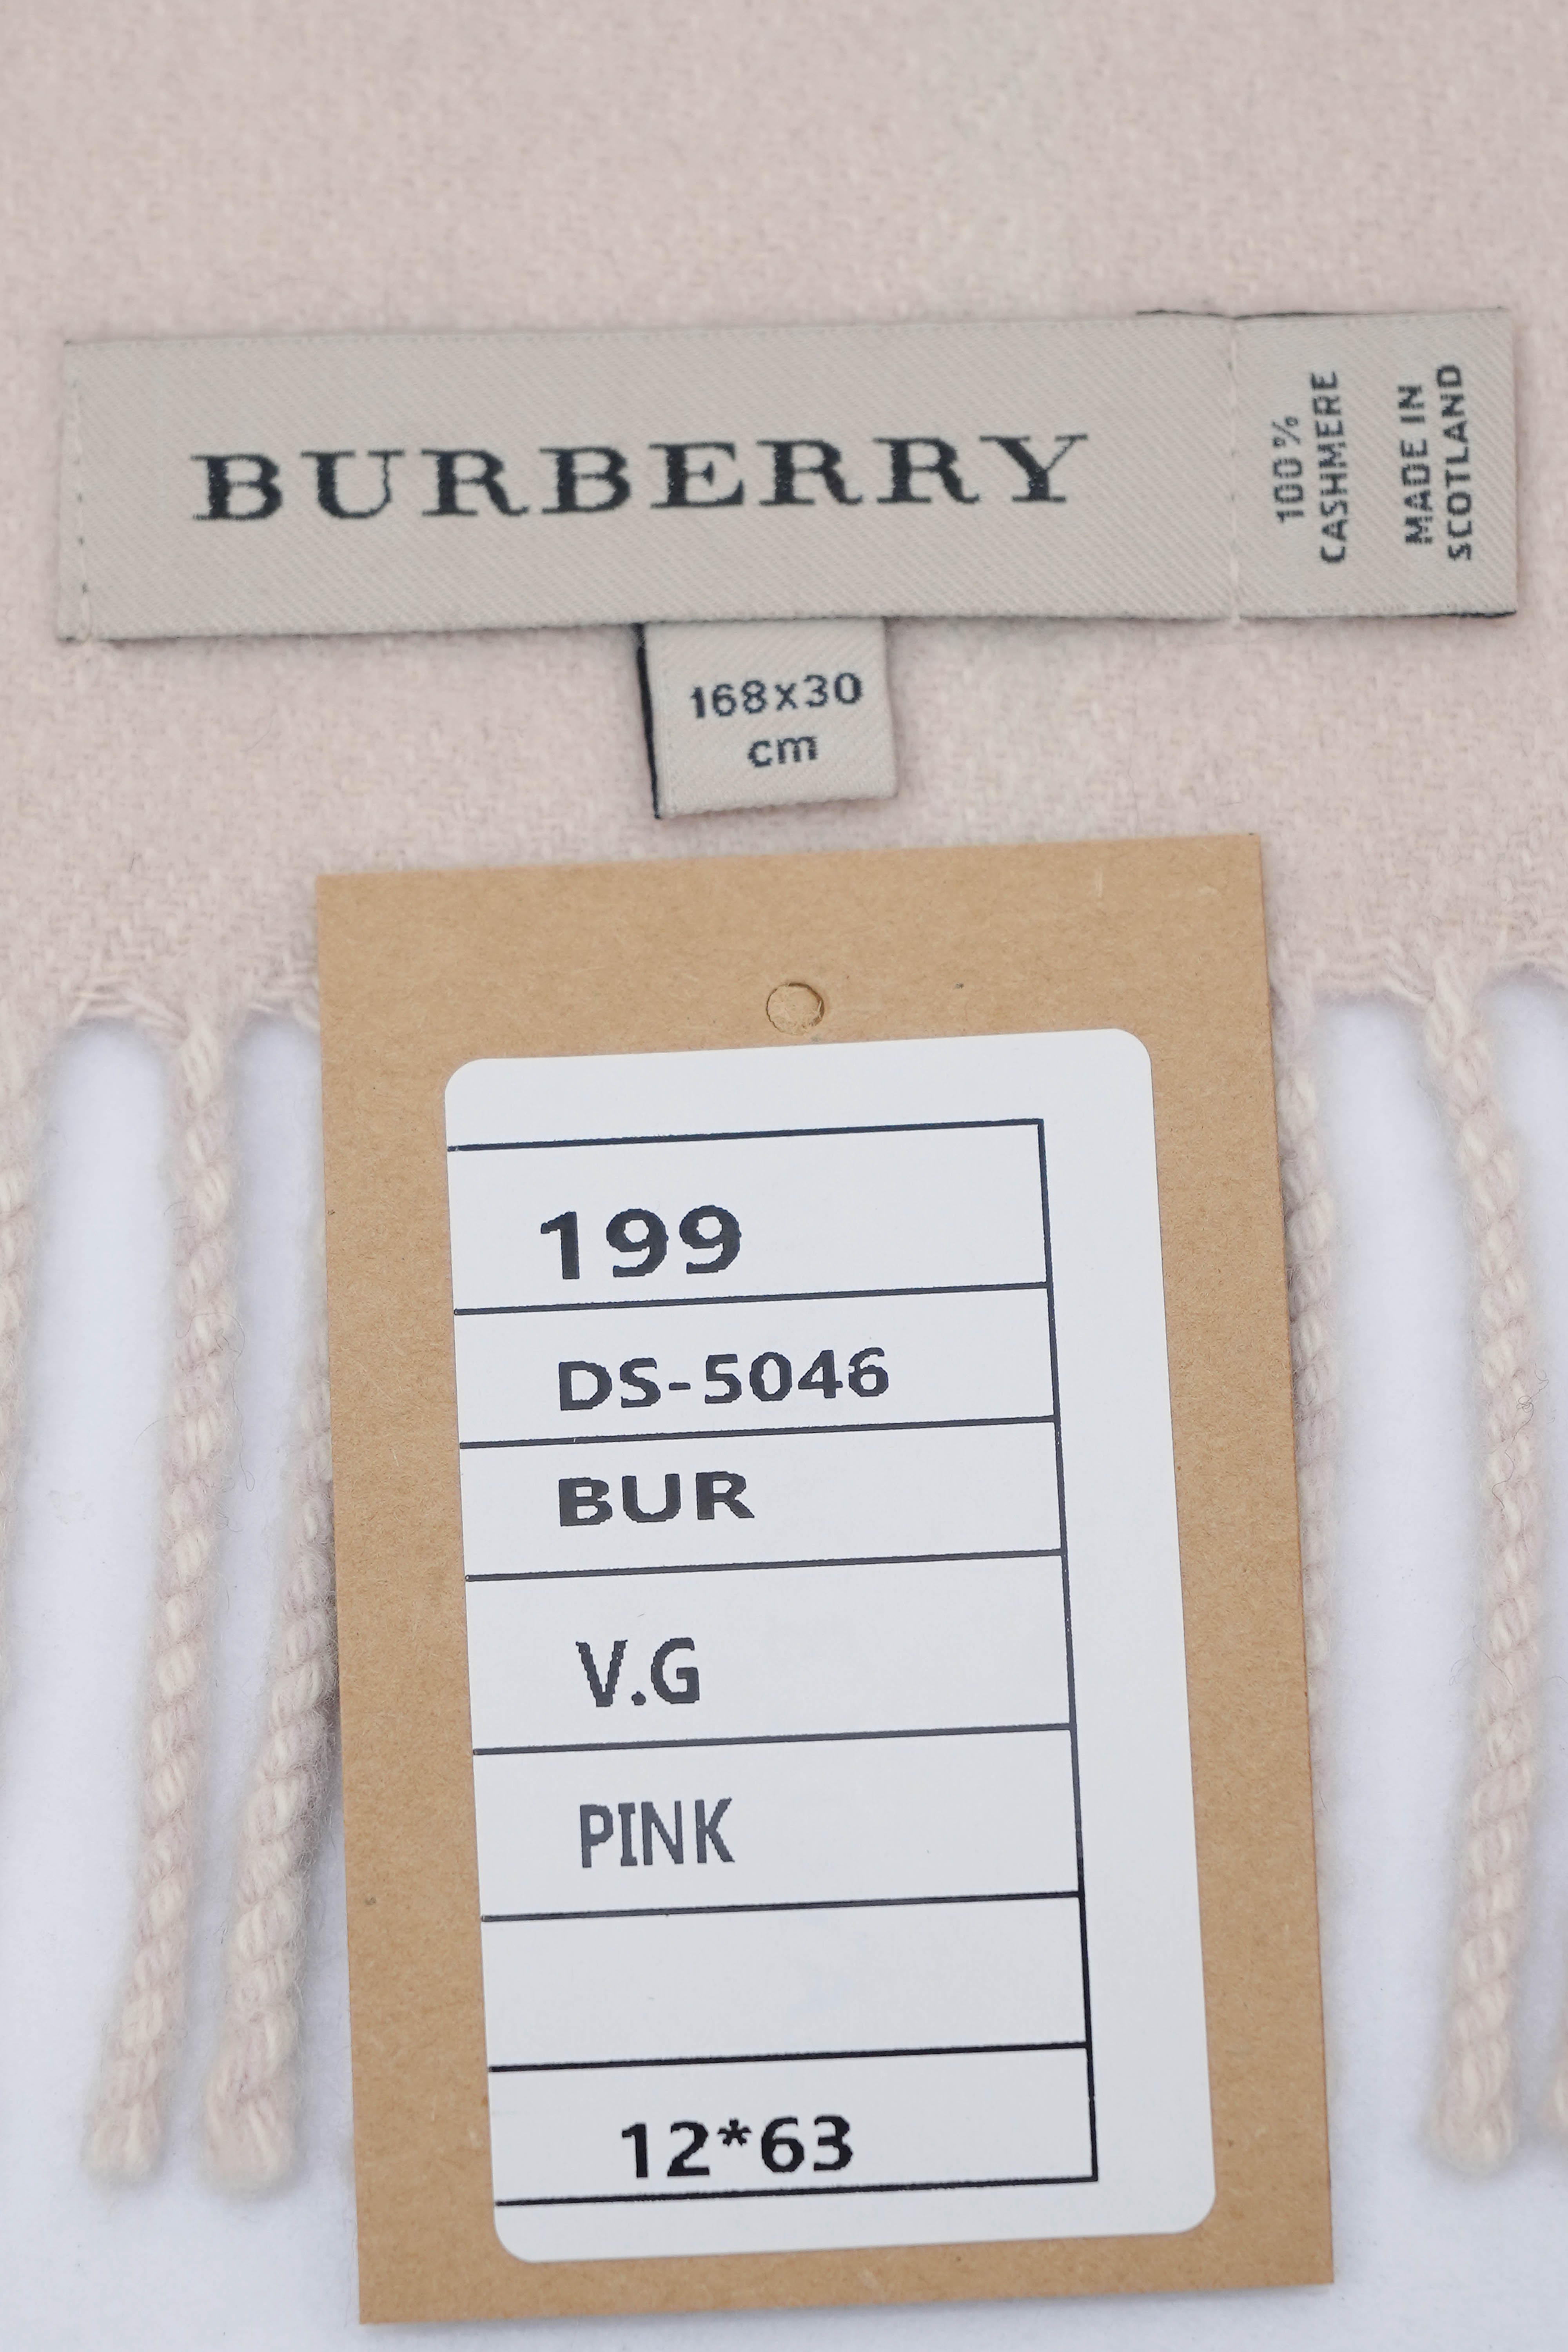 BURBERRY
100%
CASHMERE
MADE IN
SCOTLAND
168x30
cm
199
DS-5046
BUR
V.G
PINK
12*63